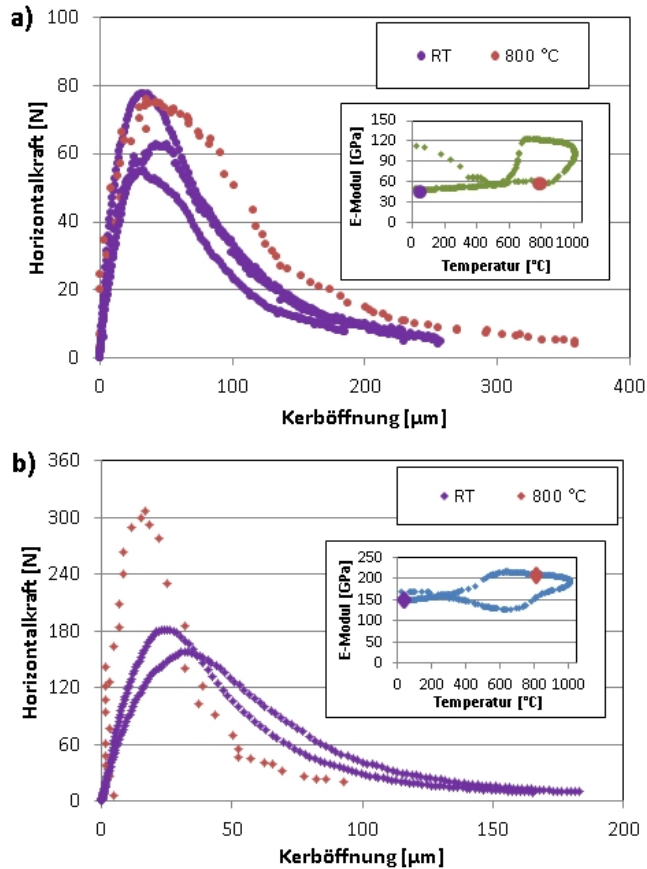 a)
100
80
60
40
20
0
Horizontalkraft [N]
RT 800 °C
150
120
90
60
30
0
E-Modul [GPa]
0 200 400 600 800 1000
Temperatur [°C]
0 100 200 300 400
Kerböffnung [µm]
b)
360
300
240
180
120
60
0
Horizontalkraft [N]
RT 800 °C
250
200
150
100
50
0
E-Modul [GPa]
0 200 400 600 800 1000
Temperatur [°C]
0 50 100 150 200
Kerböffnung [µm]